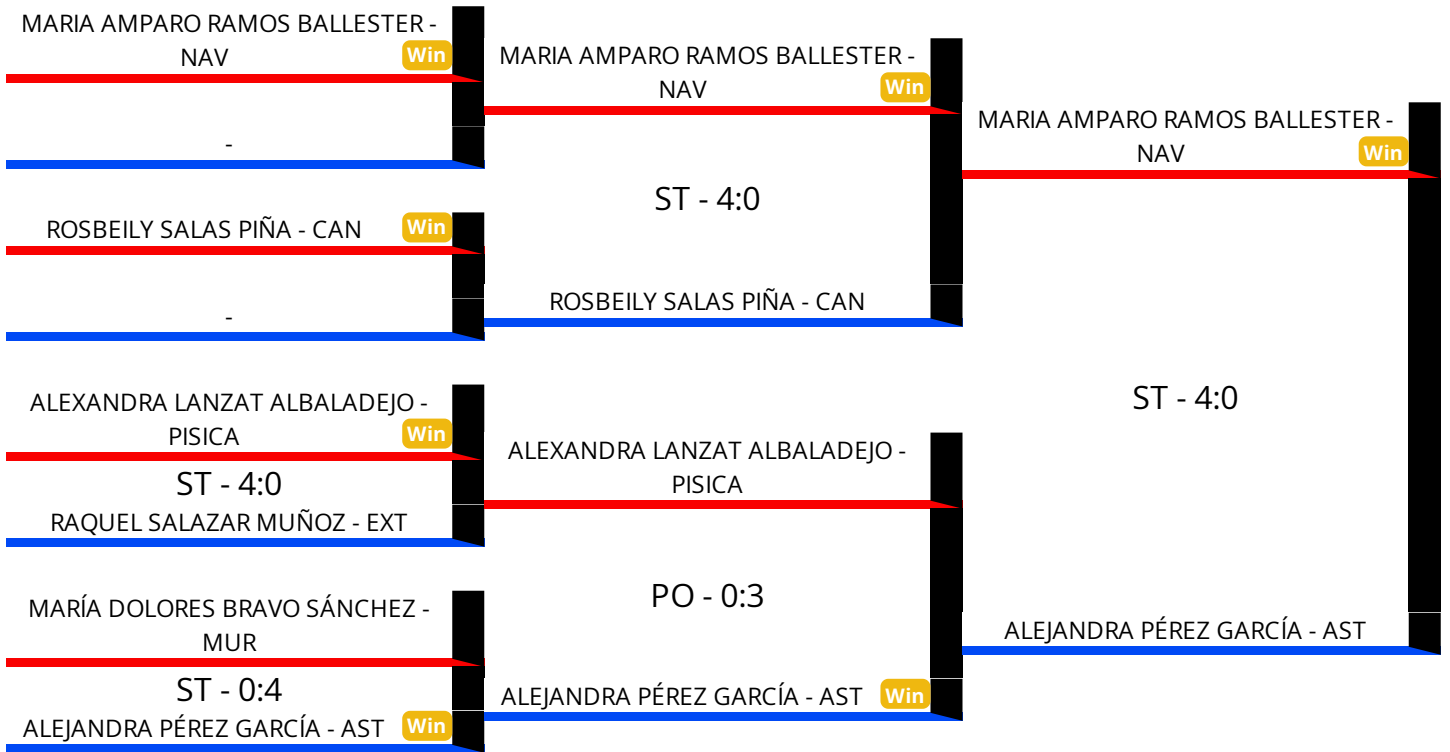 MARIA AMPARO RAMOS BALLESTER -
NAV
Win
-
ROSBEILY SALAS PIÑA - CAN
Win
-
ALEXANDRA LANZAT ALBALADEJO -
PISICA
Win
ST - 4:0
RAQUEL SALAZAR MUÑOZ - EXT
MARÍA DOLORES BRAVO SÁNCHEZ -
MUR
ST - 0:4
ALEJANDRA PÉREZ GARCÍA - AST
Win
MARIA AMPARO RAMOS BALLESTER -
NAV
Win
ST - 4:0
ROSBEILY SALAS PIÑA - CAN
ALEXANDRA LANZAT ALBALADEJO -
PISICA
PO - 0:3
ALEJANDRA PÉREZ GARCÍA - AST
Win
MARIA AMPARO RAMOS BALLESTER -
NAV
Win
ST - 4:0
ALEJANDRA PÉREZ GARCÍA - AST